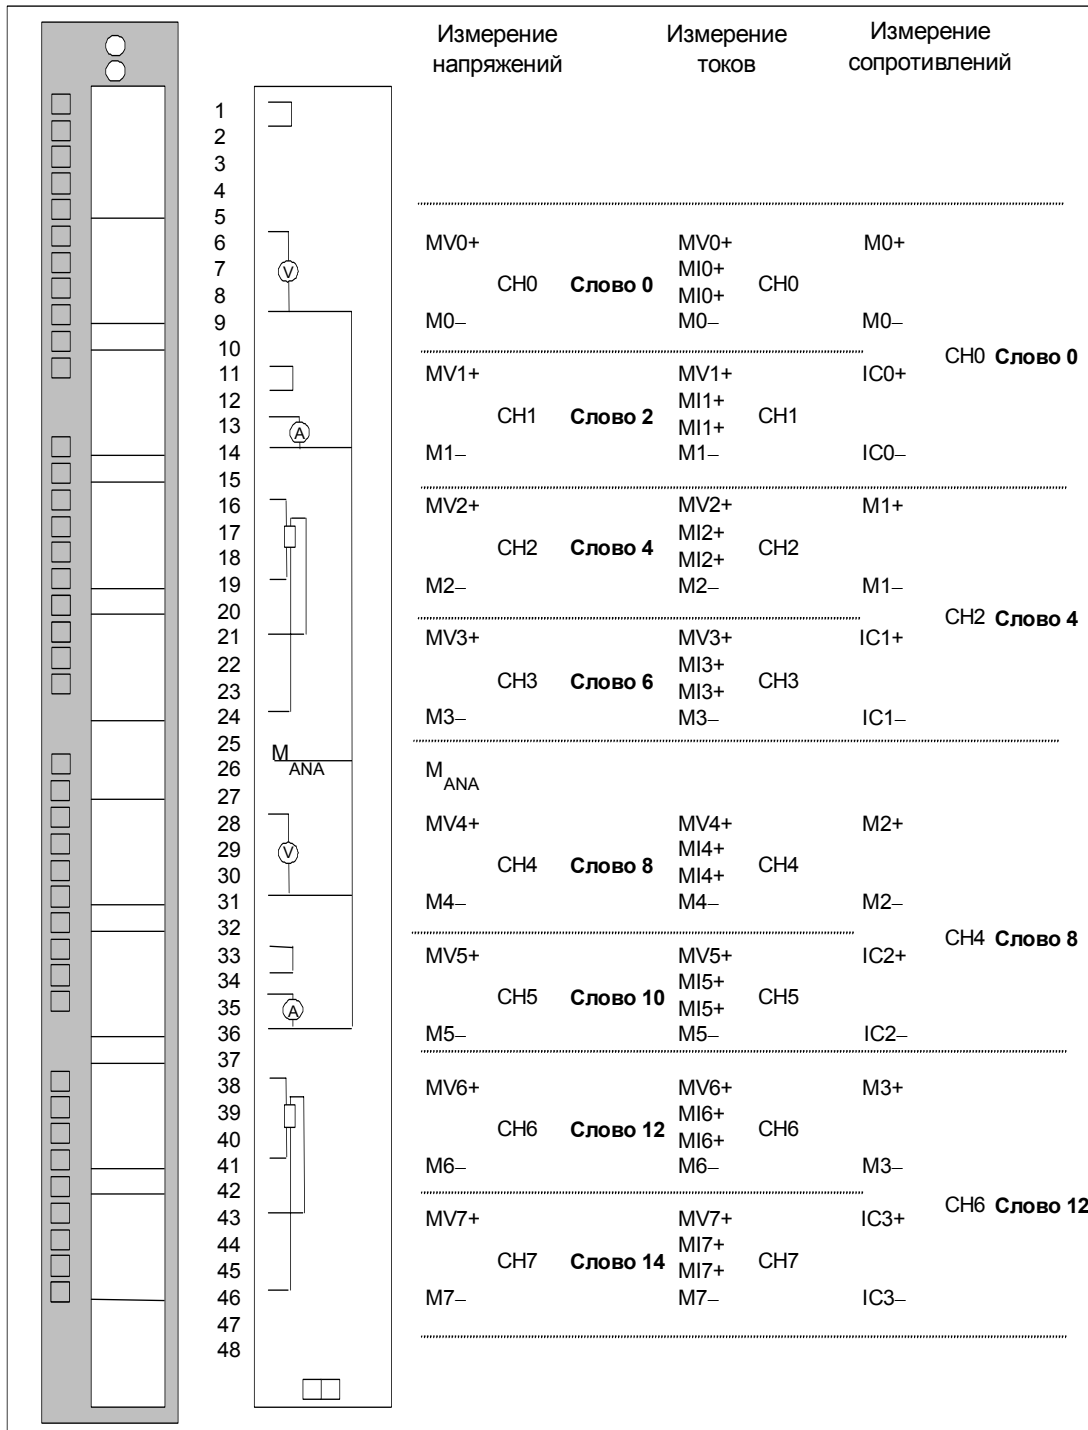 Измерение напряжений Измерение токов Измерение сопротивлений
1
2
3
4
5
6 MV0+ MV0+ M0+
7 V MI0+
CH0 Слово 0 CH0
8 MI0+
9 M0– M0– M0–
10 CH0 Слово 0
11 MV1+ MV1+ IC0+
12 MI1+
CH1 Слово 2 CH1
13 A MI1+
14 M1– M1– IC0–
15
16 MV2+ MV2+ M1+
17 MI2+
CH2 Слово 4 CH2
18 MI2+
19 M2– M2– M1–
20 CH2 Слово 4
21 MV3+ MV3+ IC1+
22 MI3+
CH3 Слово 6 CH3
23 MI3+
24 M3– M3– IC1–
25
26 MANA MANA
27
28 MV4+ MV4+ M2+
29 V MI4+
CH4 Слово 8 CH4
30 MI4+
31 M4– M4– M2–
32 CH4 Слово 8
33 MV5+ MV5+ IC2+
34 MI5+
CH5 Слово 10 CH5
35 A MI5+
36 M5– M5– IC2–
37
38 MV6+ MV6+ M3+
39 MI6+
CH6 Слово 12 CH6
40 MI6+
41 M6– M6– M3–
42 CH6 Слово 12
43 MV7+ MV7+ IC3+
44 MI7+
CH7 Слово 14 CH7
45 MI7+
46 M7– M7– IC3–
47
48